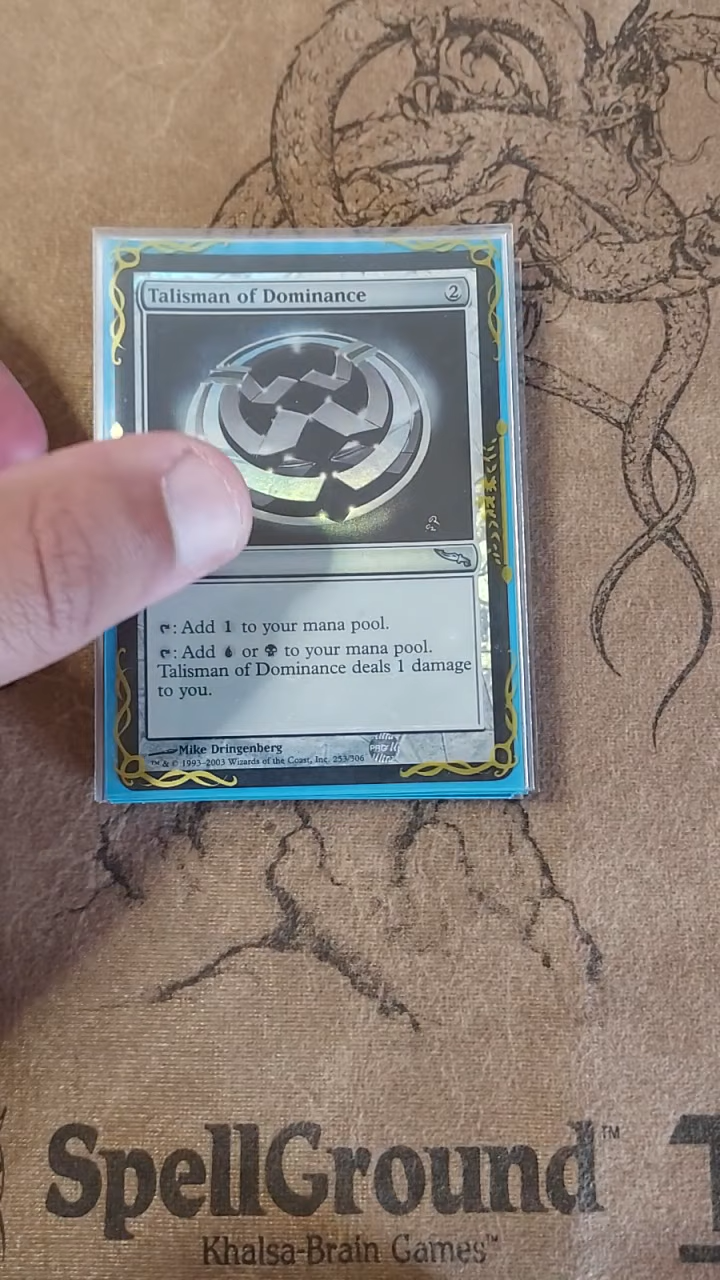 Talisman of Dominance 2
: Add 1 to your mana pool.
: Add or to your mana pool.
Talisman of Dominance deals 1 damage
to you.
Mike Dringenberg
™ & © 1993–2003 Wizards of the Coast, Inc. 253/306
SpellGround™
Khalsa-Brain Games™